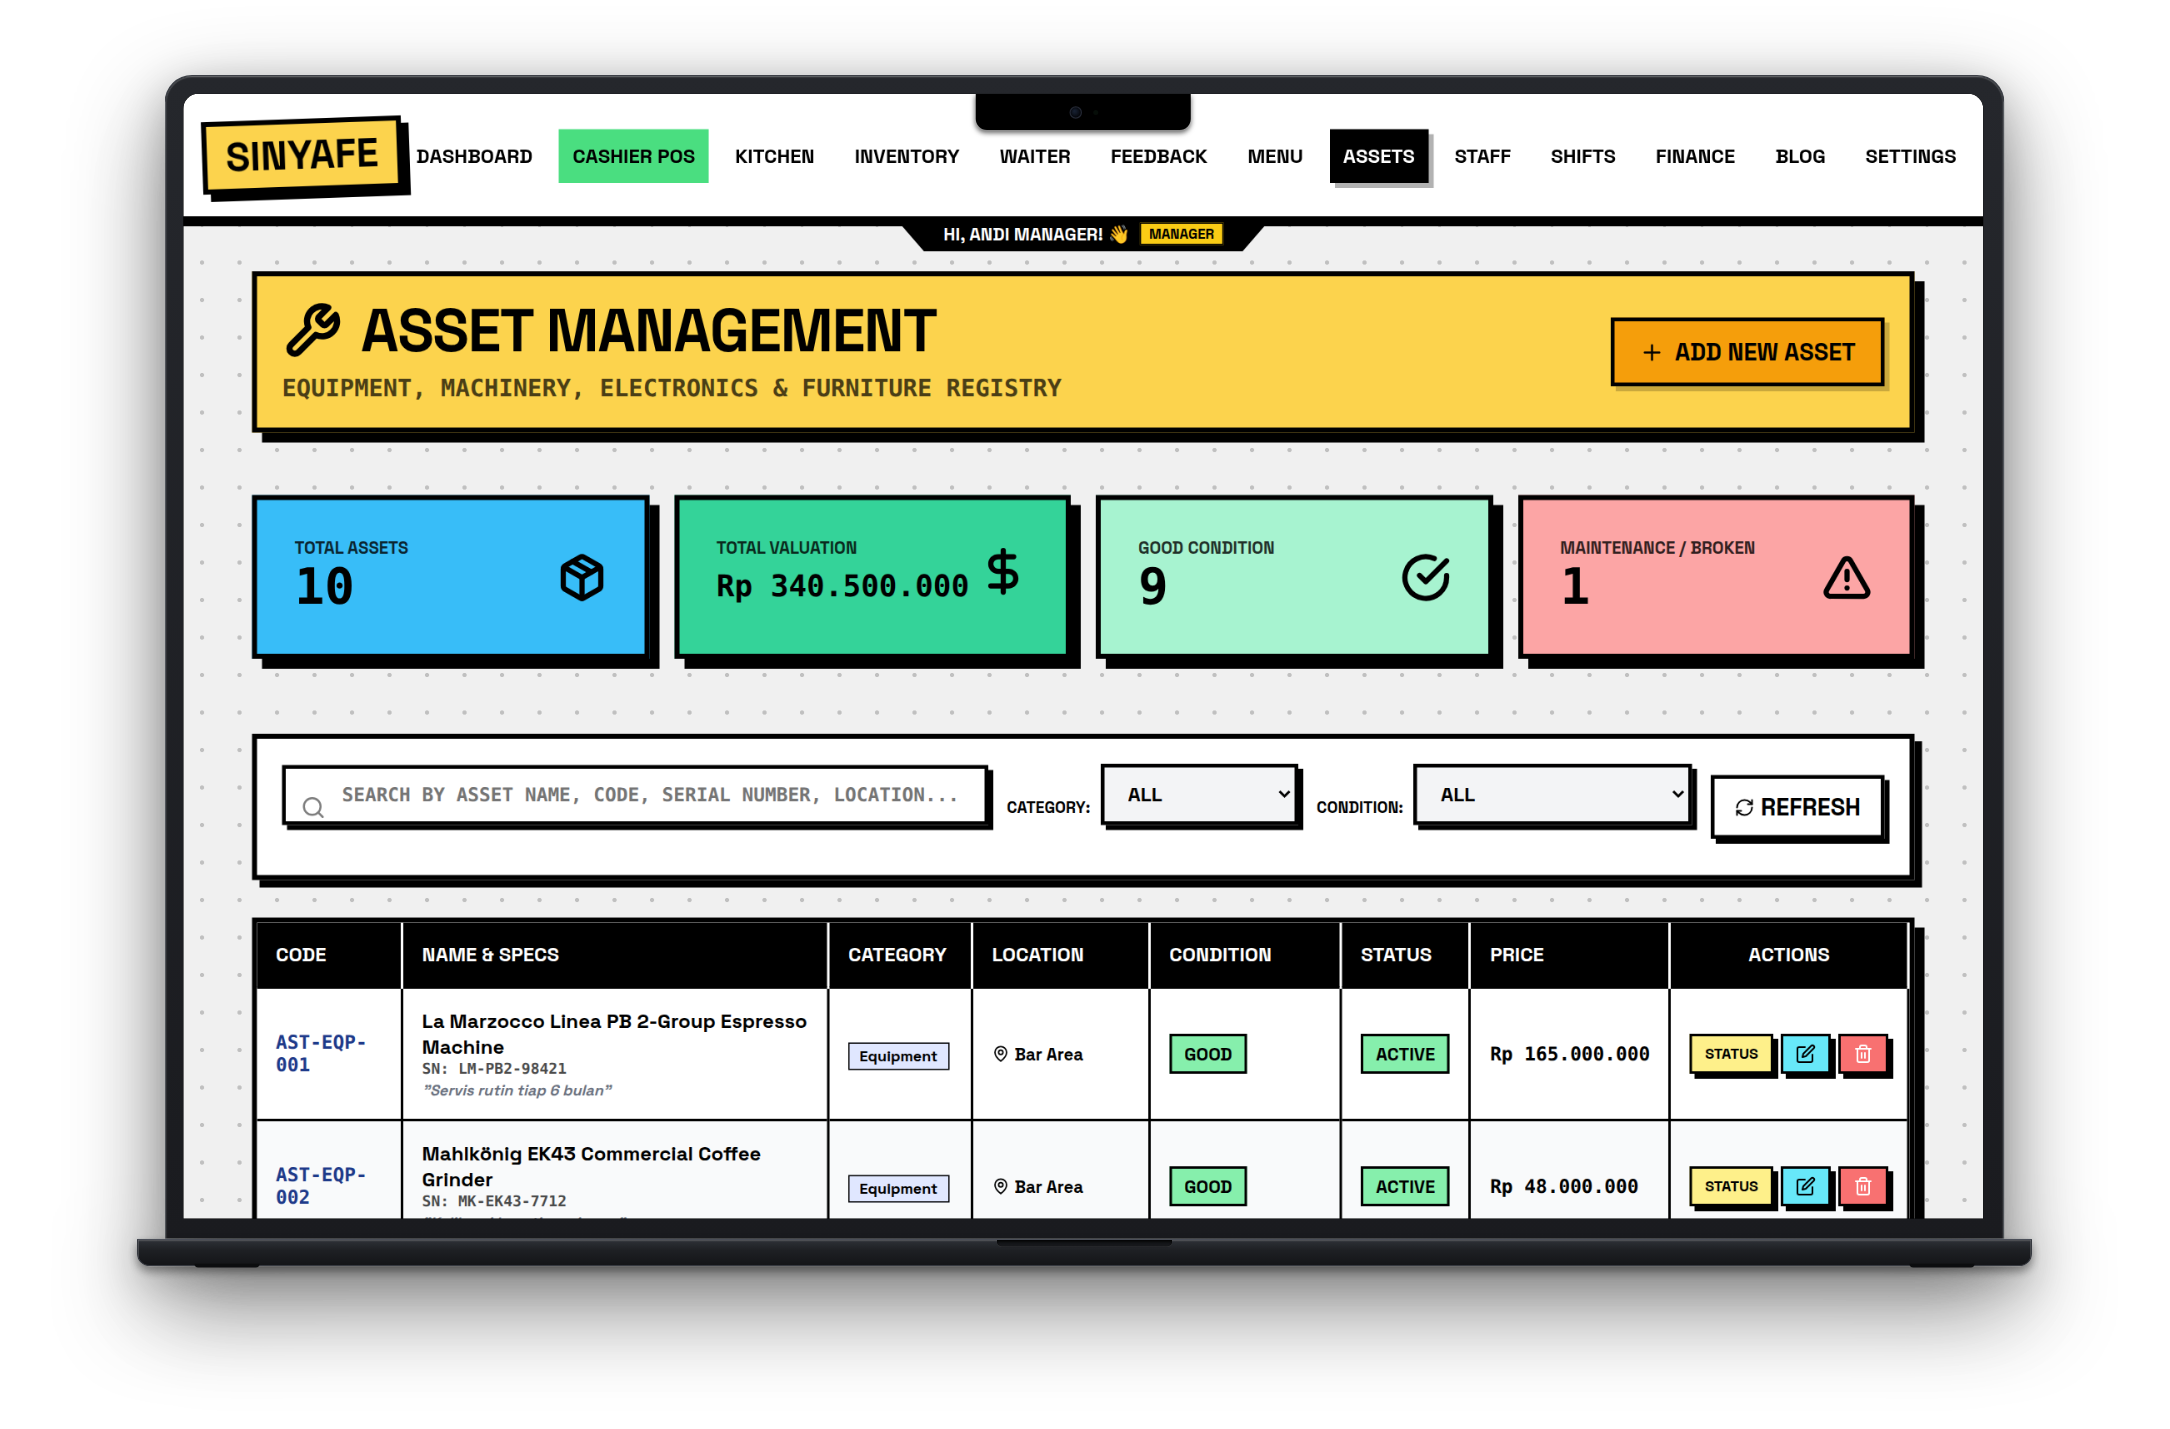 SINYAFE
DASHBOARD CASHIER POS KITCHEN INVENTORY WAITER FEEDBACK MENU ASSETS STAFF SHIFTS FINANCE BLOG SETTINGS
HI, ANDI MANAGER! 👋 MANAGER
ASSET MANAGEMENT
EQUIPMENT, MACHINERY, ELECTRONICS & FURNITURE REGISTRY
+ ADD NEW ASSET
TOTAL ASSETS
10
TOTAL VALUATION
Rp 340.500.000
GOOD CONDITION
9
MAINTENANCE / BROKEN
1
SEARCH BY ASSET NAME, CODE, SERIAL NUMBER, LOCATION...
CATEGORY: ALL
CONDITION: ALL
REFRESH
CODE NAME & SPECS CATEGORY LOCATION CONDITION STATUS PRICE ACTIONS
AST-EQP-
001
La Marzocco Linea PB 2-Group Espresso
Machine
SN: LM-PB2-98421
"Servis rutin tiap 6 bulan"
Equipment
Bar Area
GOOD
ACTIVE
Rp 165.000.000
STATUS
AST-EQP-
002
Mahlkönig EK43 Commercial Coffee
Grinder
SN: MK-EK43-7712
Equipment
Bar Area
GOOD
ACTIVE
Rp 48.000.000
STATUS